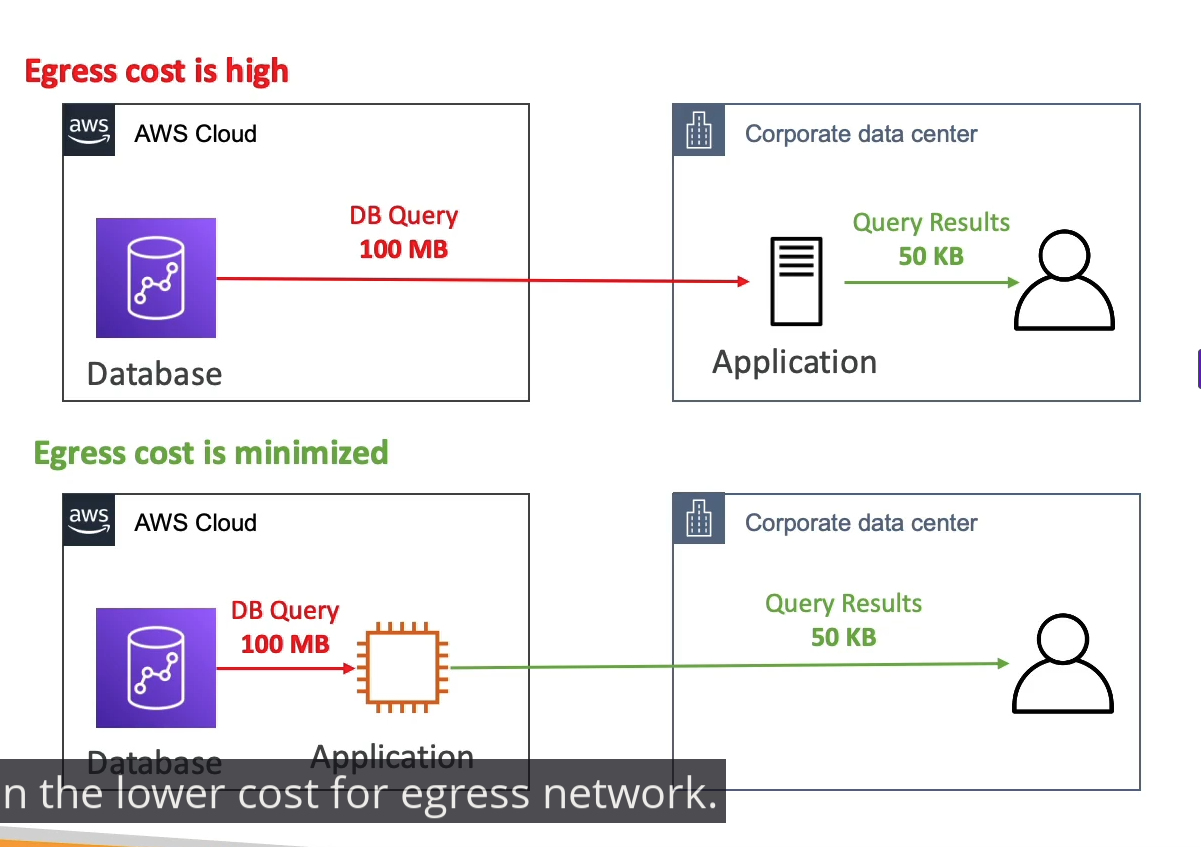 Egress cost is high
aws
AWS Cloud
Corporate data center
DB Query
100 MB
Query Results
50 KB
Database
Application
Egress cost is minimized
aws
AWS Cloud
Corporate data center
DB Query
100 MB
Query Results
50 KB
Database
Application
n the lower cost for egress network.